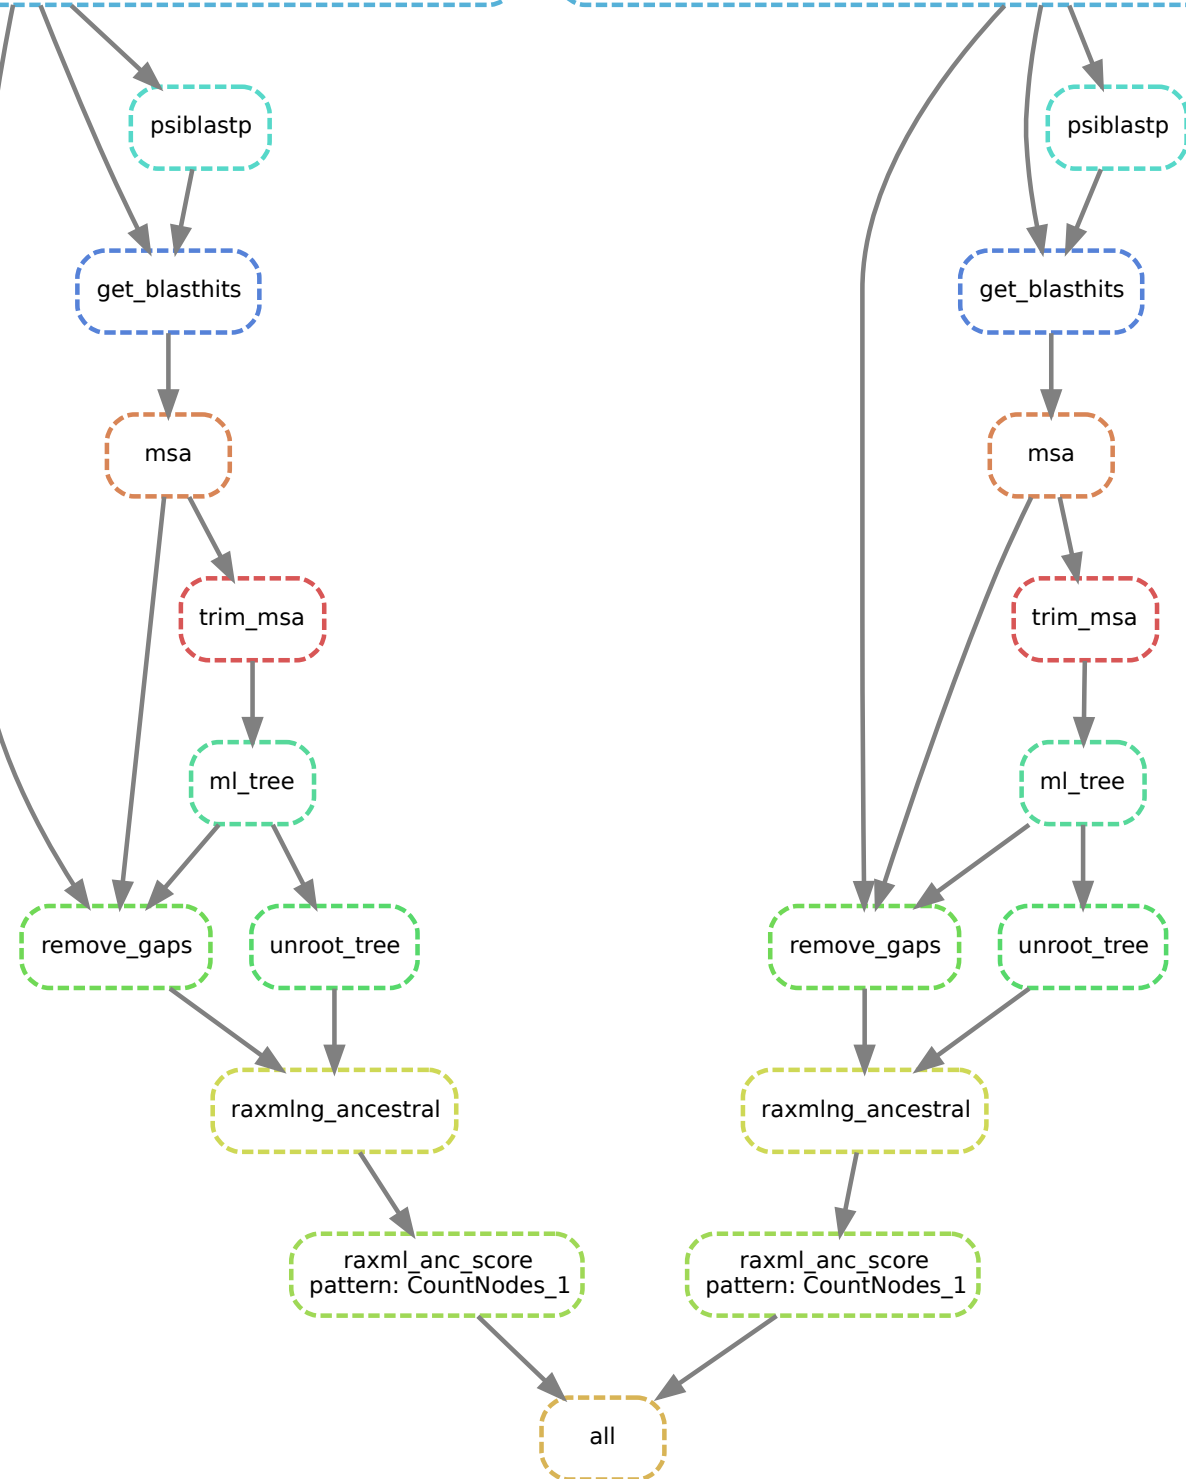 psiblastp
psiblastp
get_blasthits
get_blasthits
msa
msa
trim_msa
trim_msa
ml_tree
ml_tree
remove_gaps
unroot_tree
remove_gaps
unroot_tree
raxmlng_ancestral
raxmlng_ancestral
raxml_anc_score
pattern: CountNodes_1
raxml_anc_score
pattern: CountNodes_1
all